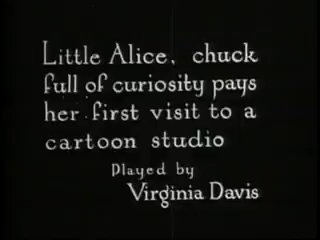 Little Alice, chuck
full of curiosity pays
her first visit to a
cartoon studio
Played by
Virginia Davis